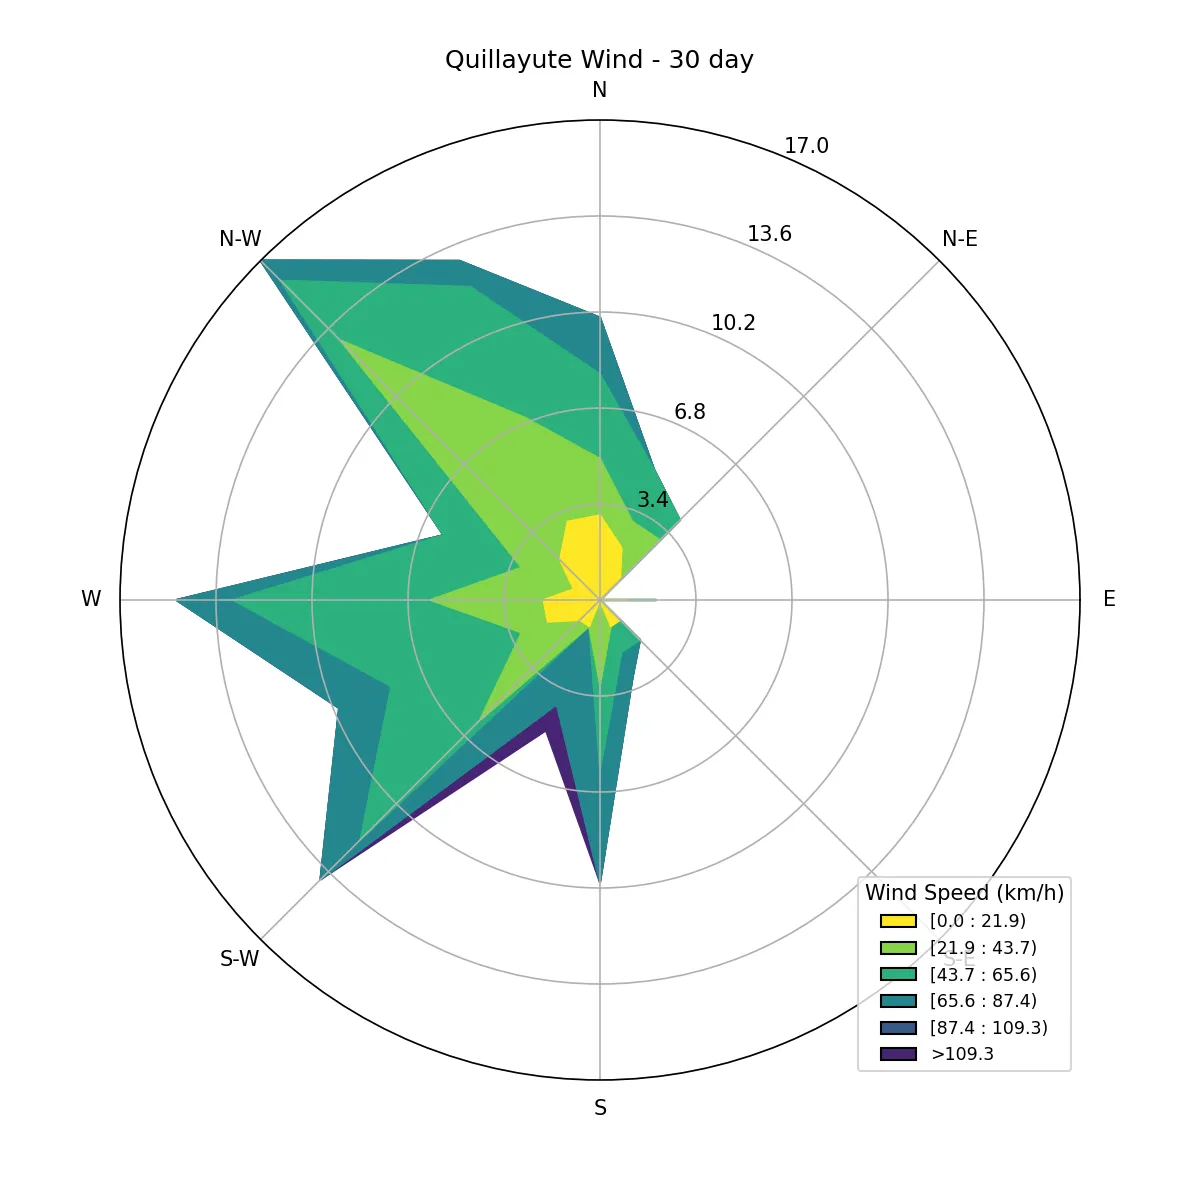 Quillayute Wind - 30 day
N
17.0
13.6
N-W
N-E
10.2
6.8
3.4
W
E
S-W
S-E
S
Wind Speed (km/h)
[0.0 : 21.9)
[21.9 : 43.7)
[43.7 : 65.6)
[65.6 : 87.4)
[87.4 : 109.3)
>109.3